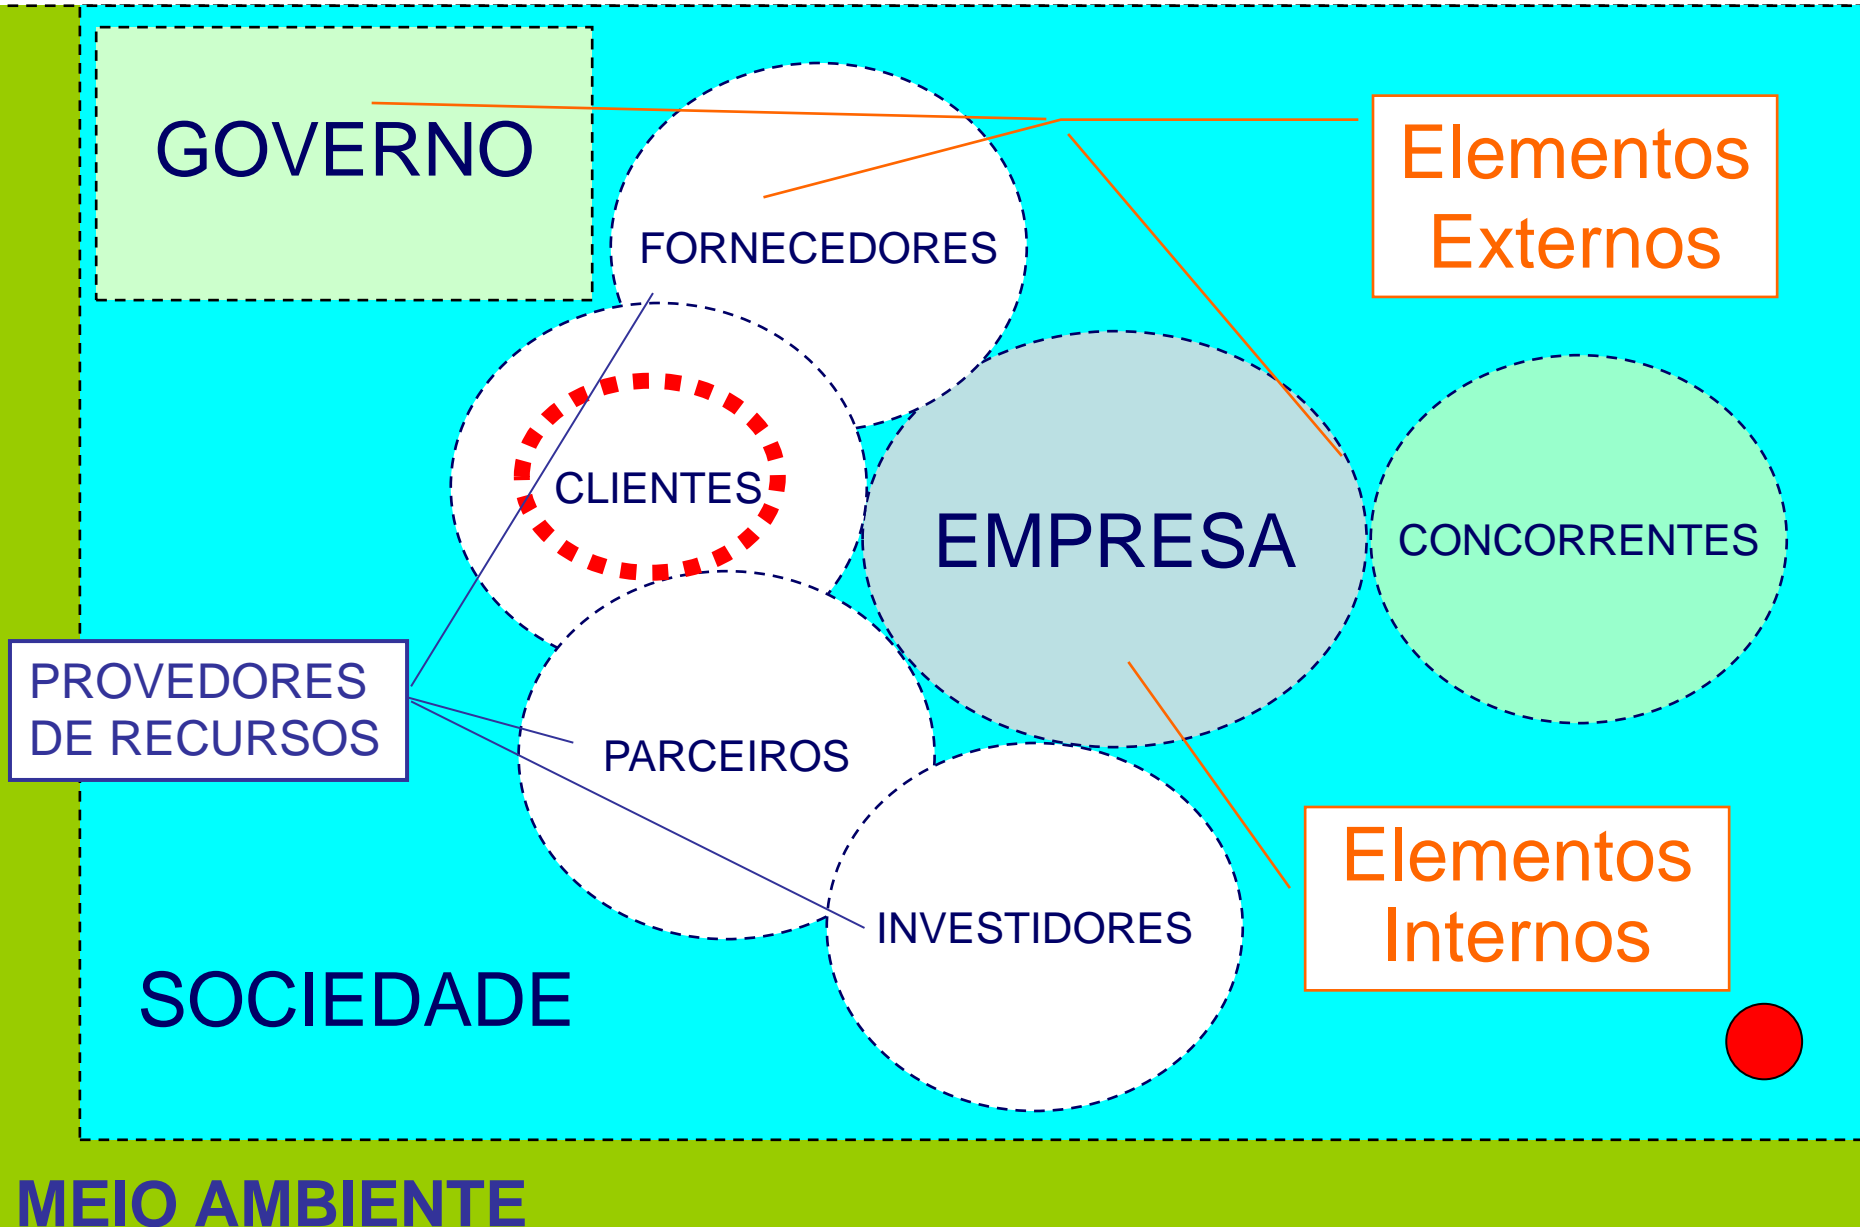 GOVERNO
Elementos
Externos
FORNECEDORES
CLIENTES
EMPRESA
CONCORRENTES
PROVEDORES
DE RECURSOS
PARCEIROS
Elementos
Internos
INVESTIDORES
SOCIEDADE
MEIO AMBIENTE